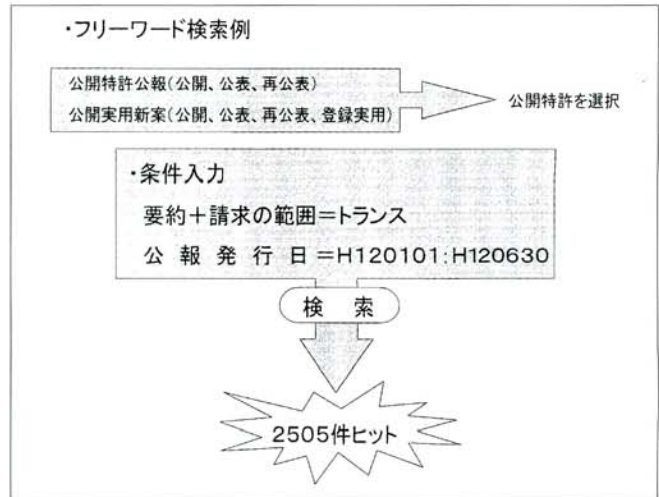 ・フリーワード検索例
公開特許公報(公開、公表、再公表)
公開実用新案(公開、公表、再公表、登録実用)
公開特許を選択
・条件入力
要約+請求の範囲=トランス
公報発行日=H120101:H120630
検 索
2505件ヒット